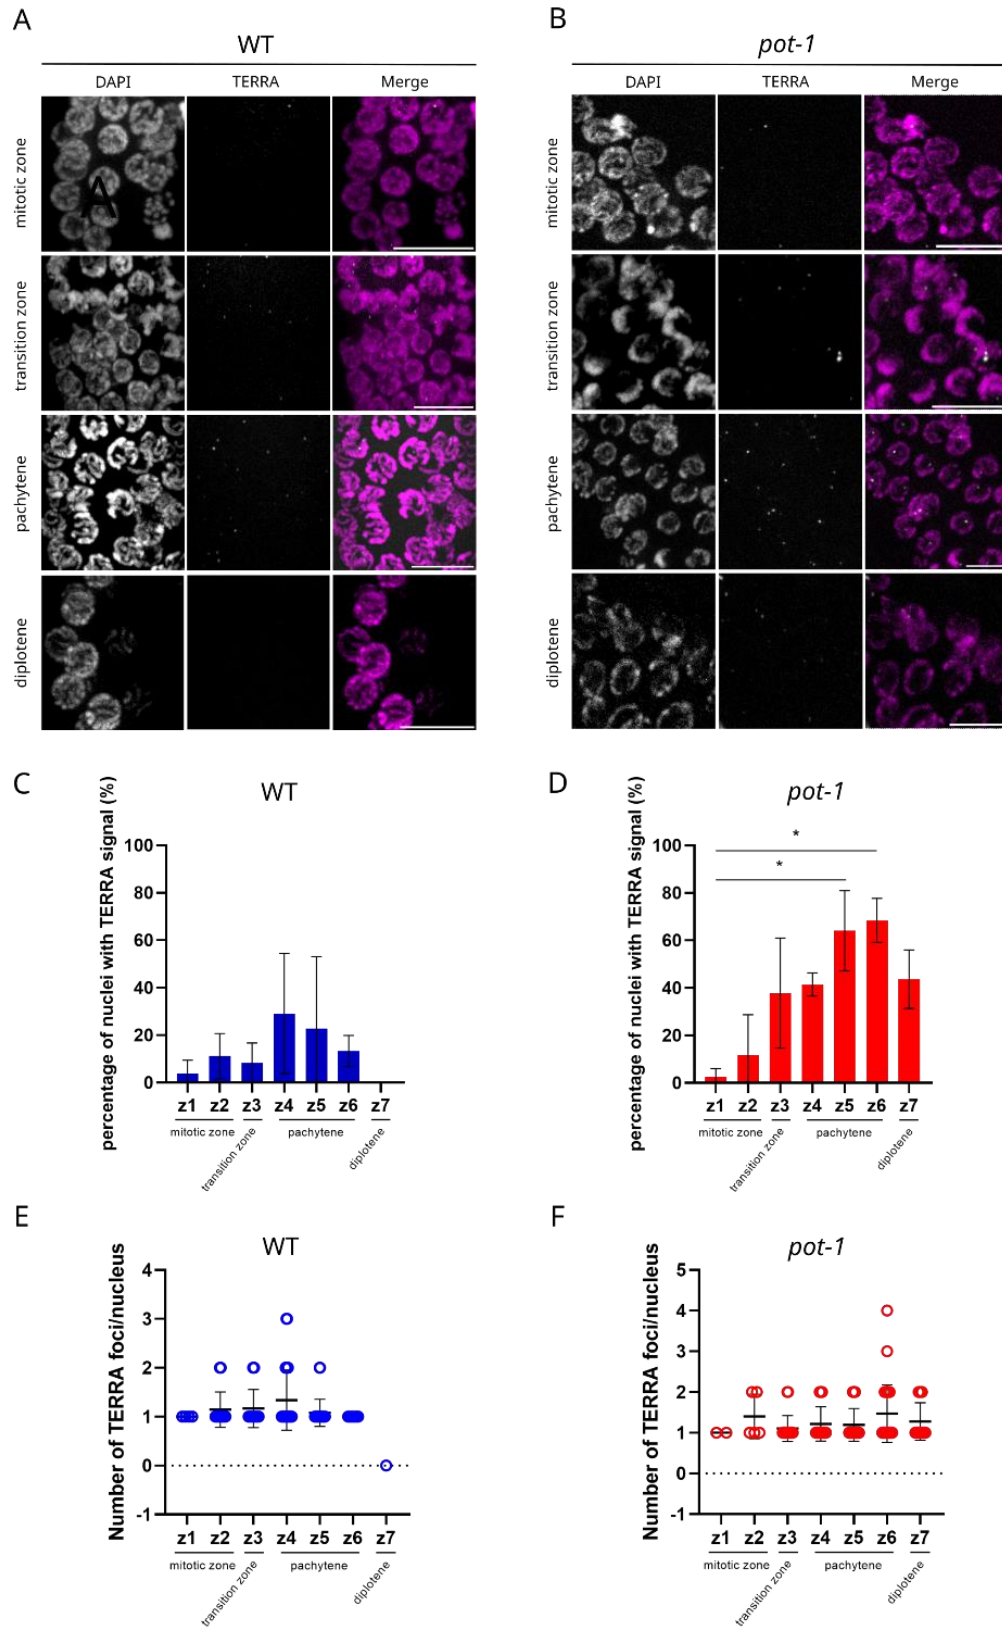 A
B
WT
pot-1
DAPI TERRA Merge
DAPI TERRA Merge
mitotic zone
A
transition zone
pachytene
diplotene
mitotic zone
transition zone
pachytene
diplotene
C
WT
percentage of nuclei with TERRA signal (%)
100
80
60
40
20
0
z1 z2 z3 z4 z5 z6 z7
mitotic zone
transition zone
pachytene
diplotene
D
pot-1
percentage of nuclei with TERRA signal (%)
100
80
60
40
20
0
*
*
z1 z2 z3 z4 z5 z6 z7
mitotic zone
transition zone
pachytene
diplotene
E
WT
Number of TERRA foci/nucleus
4
3
2
1
0
-1
z1 z2 z3 z4 z5 z6 z7
mitotic zone
transition zone
pachytene
diplotene
F
pot-1
Number of TERRA foci/nucleus
5
4
3
2
1
0
-1
z1 z2 z3 z4 z5 z6 z7
mitotic zone
transition zone
pachytene
diplotene